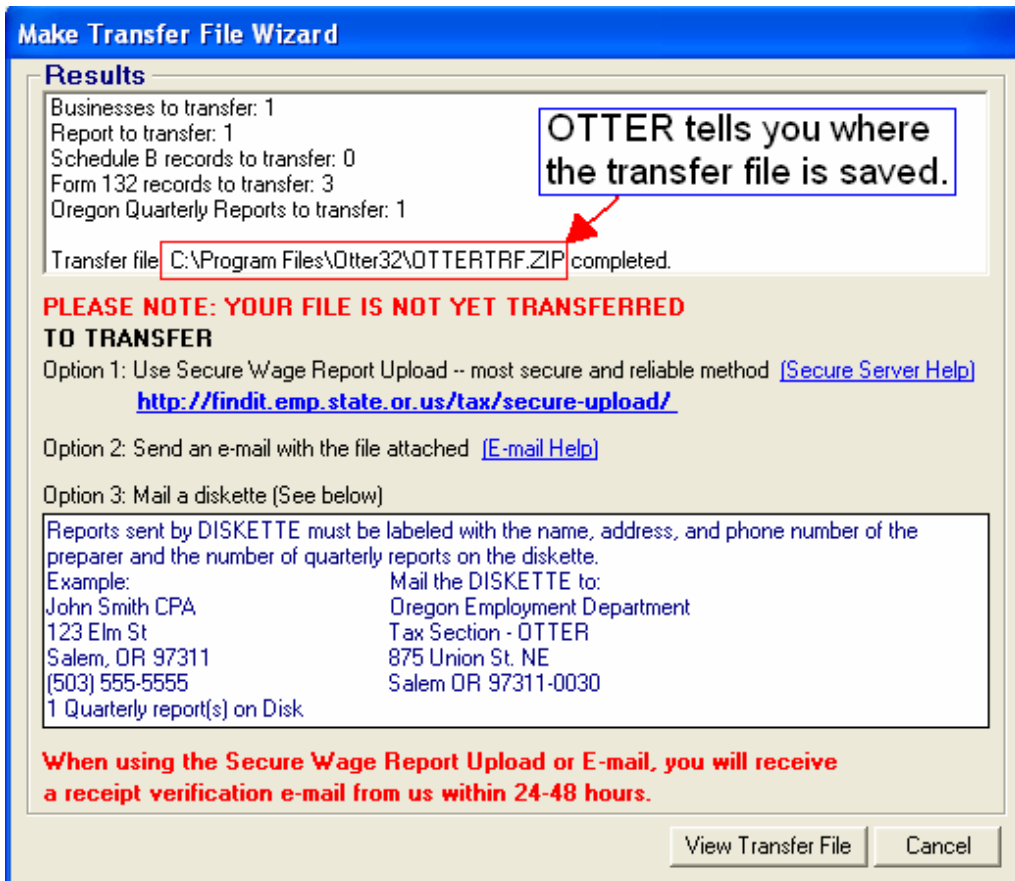 Make Transfer File Wizard
Results
Businesses to transfer: 1
Report to transfer: 1
Schedule B records to transfer: 0
Form 132 records to transfer: 3
Oregon Quarterly Reports to transfer: 1
OTTER tells you where
the transfer file is saved.
Transfer file C:\Program Files\Otter32\OTTERTRF.ZIP completed.
PLEASE NOTE: YOUR FILE IS NOT YET TRANSFERRED
TO TRANSFER
Option 1: Use Secure Wage Report Upload -- most secure and reliable method (Secure Server Help)
http://findit.emp.state.or.us/tax/secure-upload/
Option 2: Send an e-mail with the file attached (E-mail Help)
Option 3: Mail a diskette (See below)
Reports sent by DISKETTE must be labeled with the name, address, and phone number of the
preparer and the number of quarterly reports on the diskette.
Example: Mail the DISKETTE to:
John Smith CPA Oregon Employment Department
123 Elm St Tax Section - OTTER
Salem, OR 97311 875 Union St. NE
(503) 555-5555 Salem OR 97311-0030
1 Quarterly report(s) on Disk
When using the Secure Wage Report Upload or E-mail, you will receive
a receipt verification e-mail from us within 24-48 hours.
View Transfer File Cancel